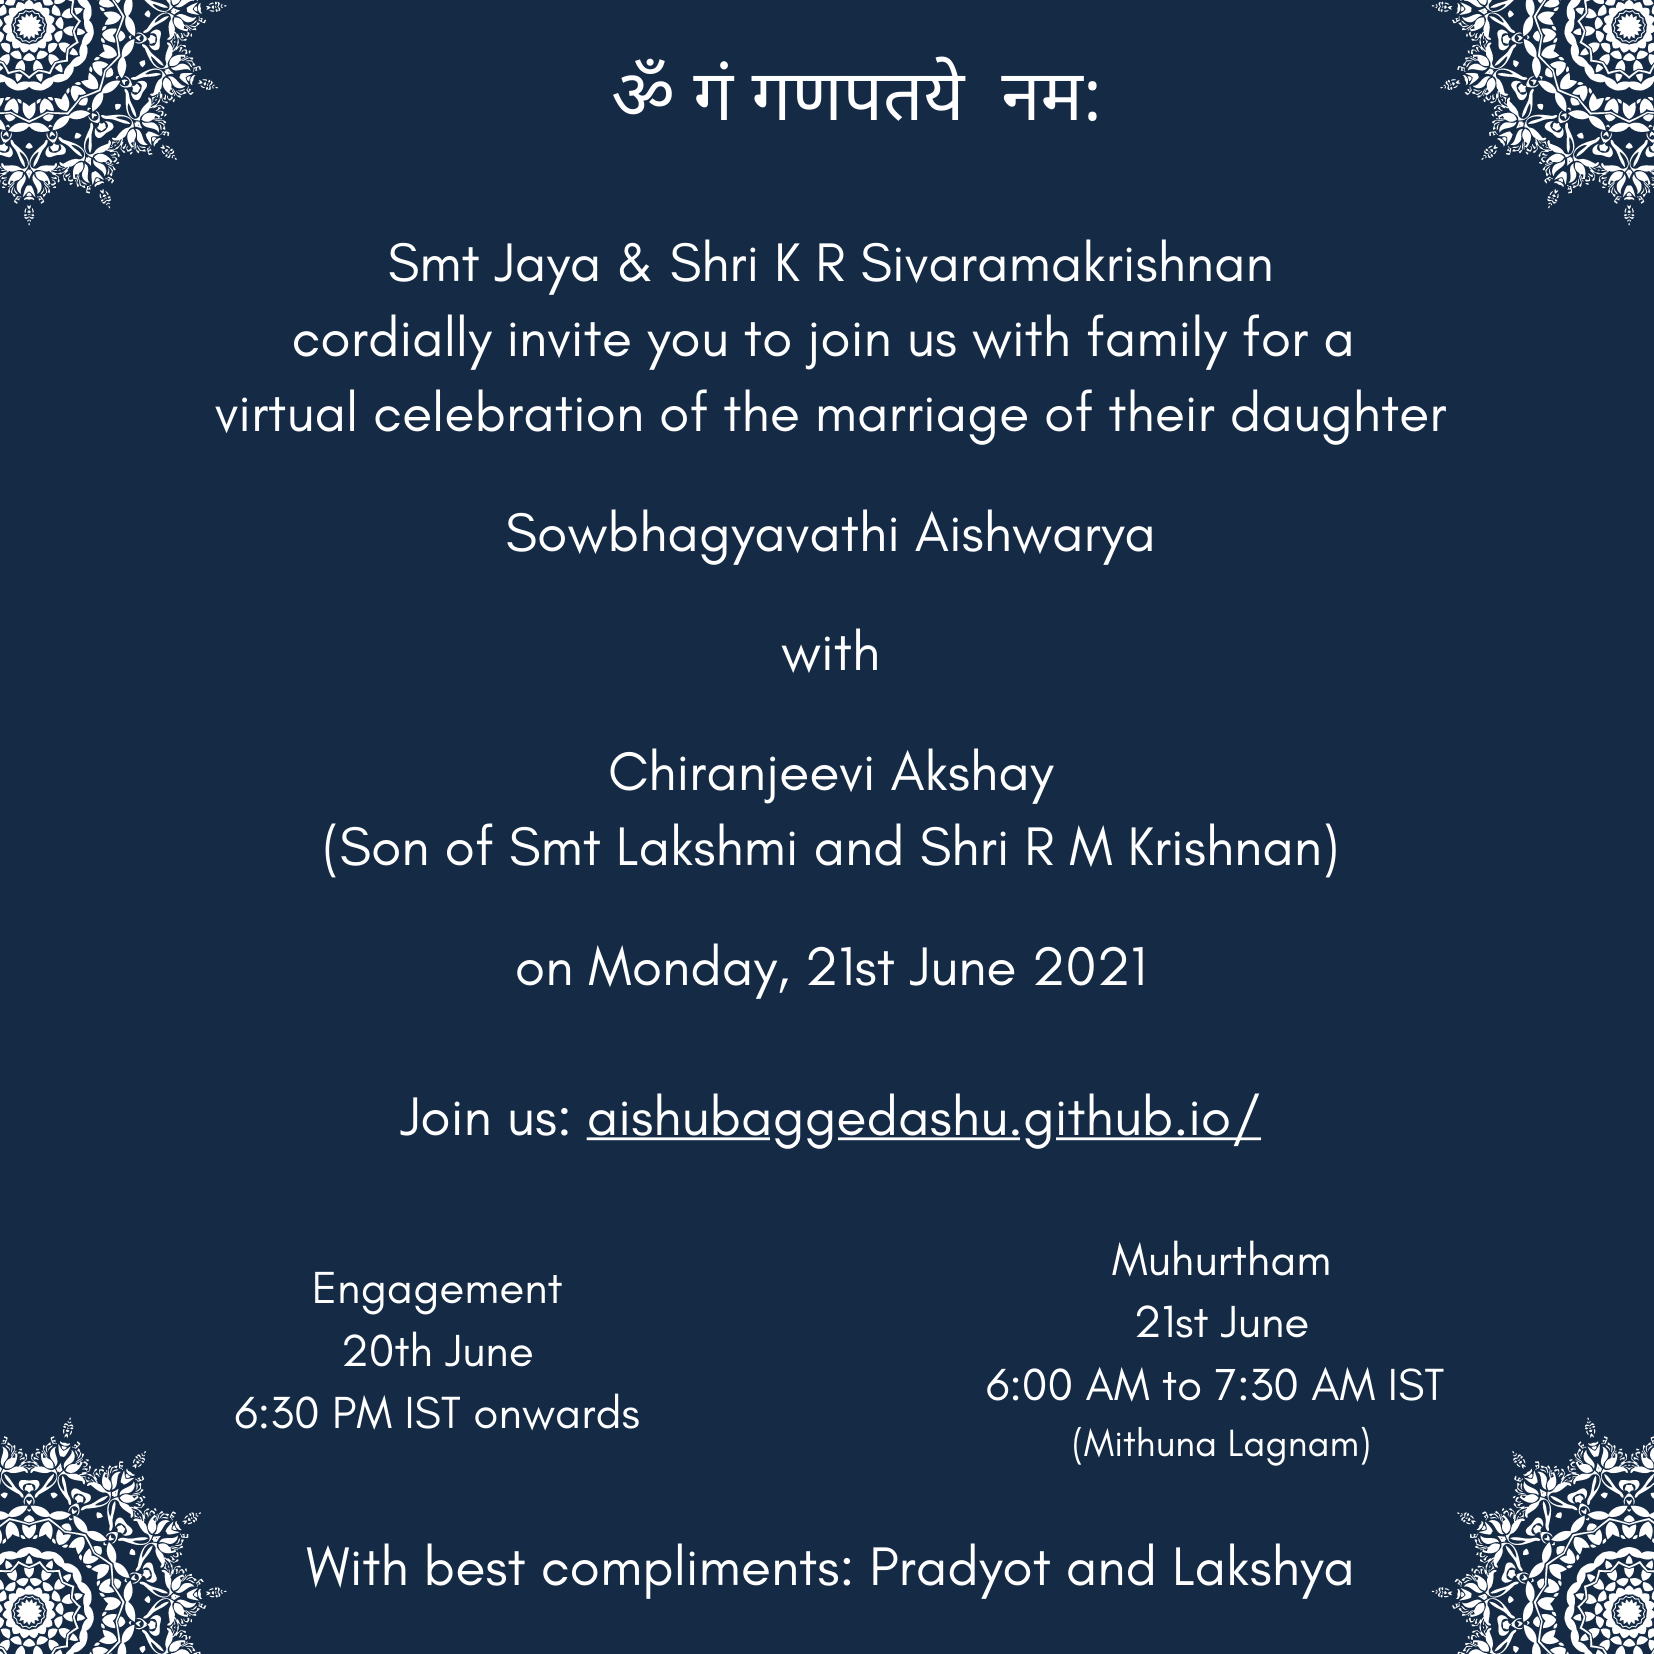 ॐ गं गणपतये नम:
Smt Jaya & Shri K R Sivaramakrishnan
cordially invite you to join us with family for a
virtual celebration of the marriage of their daughter
Sowbhagyavathi Aishwarya
with
Chiranjeevi Akshay
(Son of Smt Lakshmi and Shri R M Krishnan)
on Monday, 21st June 2021
Join us: aishubaggedashu.github.io/
Engagement
20th June
6:30 PM IST onwards
Muhurtham
21st June
6:00 AM to 7:30 AM IST
(Mithuna Lagnam)
With best compliments: Pradyot and Lakshya